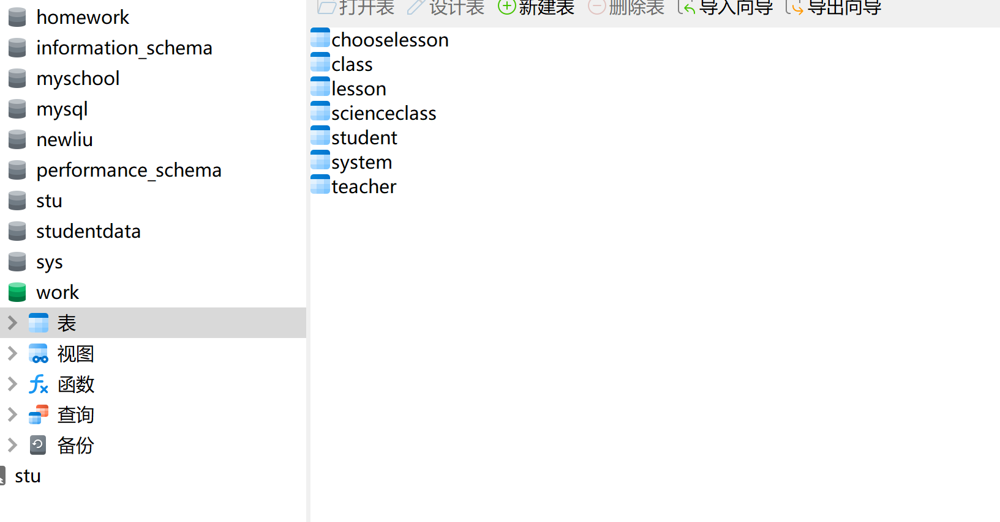 homework
information_schema
myschool
mysql
newliu
performance_schema
stu
studentdata
sys
work
表
视图
函数
查询
备份
stu
打开表 设计表 新建表 删除表 导入向导 导出向导
chooselesson
class
lesson
scienceclass
student
system
teacher